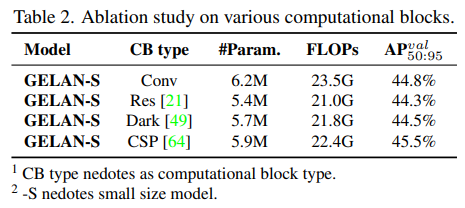 Table 2. Ablation study on various computational blocks.
Model CB type #Param. FLOPs AP^{val}_{50:95}
GELAN-S Conv 6.2M 23.5G 44.8%
GELAN-S Res [21] 5.4M 21.0G 44.3%
GELAN-S Dark [49] 5.7M 21.8G 44.5%
GELAN-S CSP [64] 5.9M 22.4G 45.5%
1 CB type nedotes as computational block type.
2 -S nedotes small size model.